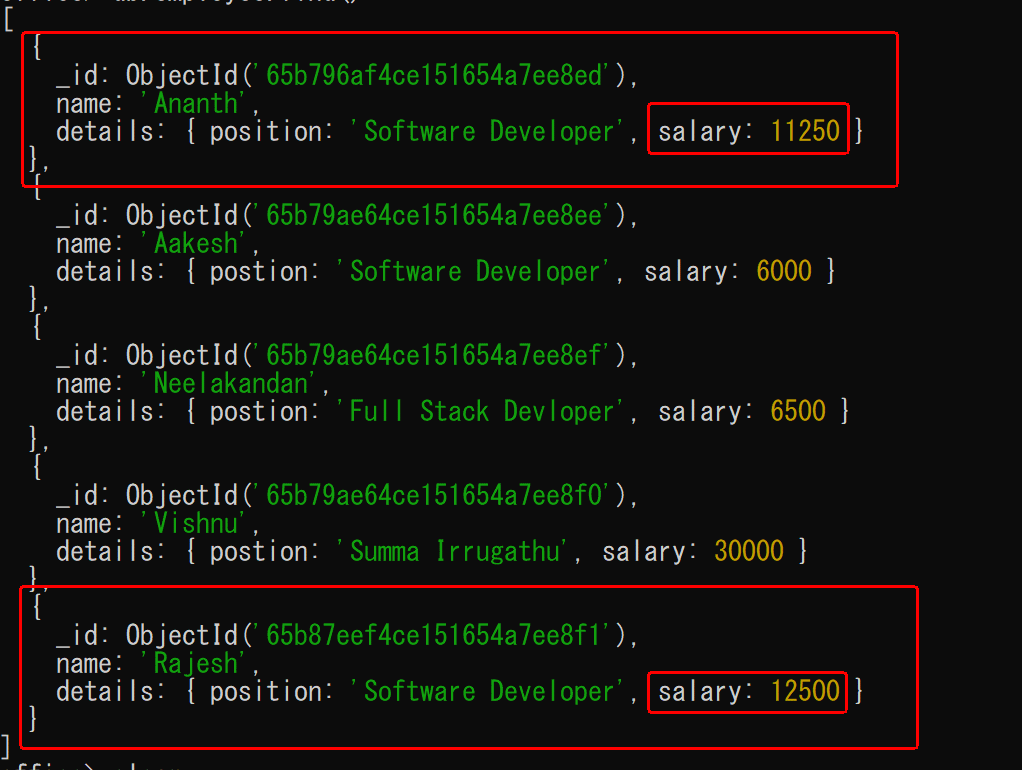 [
{
_id: ObjectId('65b796af4ce151654a7ee8ed'),
name: 'Ananth',
details: { position: 'Software Developer', salary: 11250 }
},
{
_id: ObjectId('65b79ae64ce151654a7ee8ee'),
name: 'Aakesh',
details: { postion: 'Software Developer', salary: 6000 }
},
{
_id: ObjectId('65b79ae64ce151654a7ee8ef'),
name: 'Neelakandan',
details: { postion: 'Full Stack Devloper', salary: 6500 }
},
{
_id: ObjectId('65b79ae64ce151654a7ee8f0'),
name: 'Vishnu',
details: { postion: 'Summa Irrugathu', salary: 30000 }
},
{
_id: ObjectId('65b87eef4ce151654a7ee8f1'),
name: 'Rajesh',
details: { position: 'Software Developer', salary: 12500 }
}
]